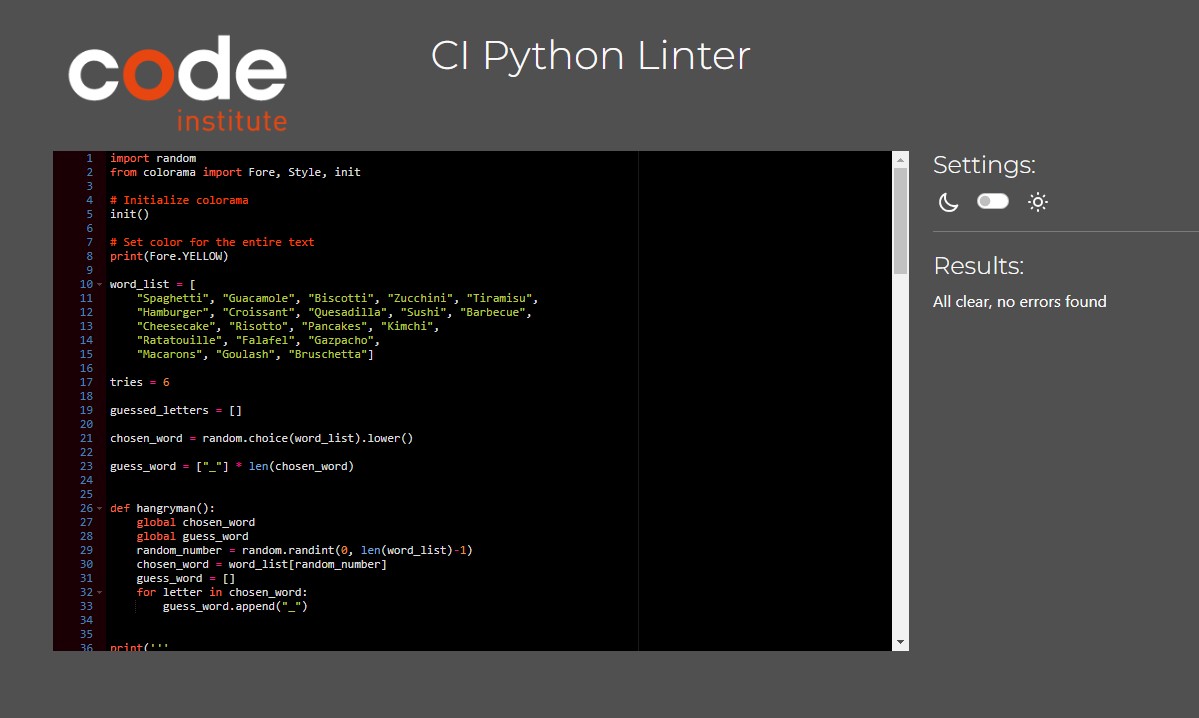 code
institute
CI Python Linter
1 import random
2 from colorama import Fore, Style, init
3
4 # Initialize colorama
5 init()
6
7 # Set color for the entire text
8 print(Fore.YELLOW)
9
10 word_list = [
11     "Spaghetti", "Guacamole", "Biscotti", "Zucchini", "Tiramisu",
12     "Hamburger", "Croissant", "Quesadilla", "Sushi", "Barbecue",
13     "Cheesecake", "Risotto", "Pancakes", "Kimchi",
14     "Ratatouille", "Falafel", "Gazpacho",
15     "Macarons", "Goulash", "Bruschetta"]
16
17 tries = 6
18
19 guessed_letters = []
20
21 chosen_word = random.choice(word_list).lower()
22
23 guess_word = ["_"] * len(chosen_word)
24
25
26 def hangryman():
27     global chosen_word
28     global guess_word
29     random_number = random.randint(0, len(word_list)-1)
30     chosen_word = word_list[random_number]
31     guess_word = []
32     for letter in chosen_word:
33         guess_word.append("_")
34
35
36 print('''
Settings:
Results:
All clear, no errors found